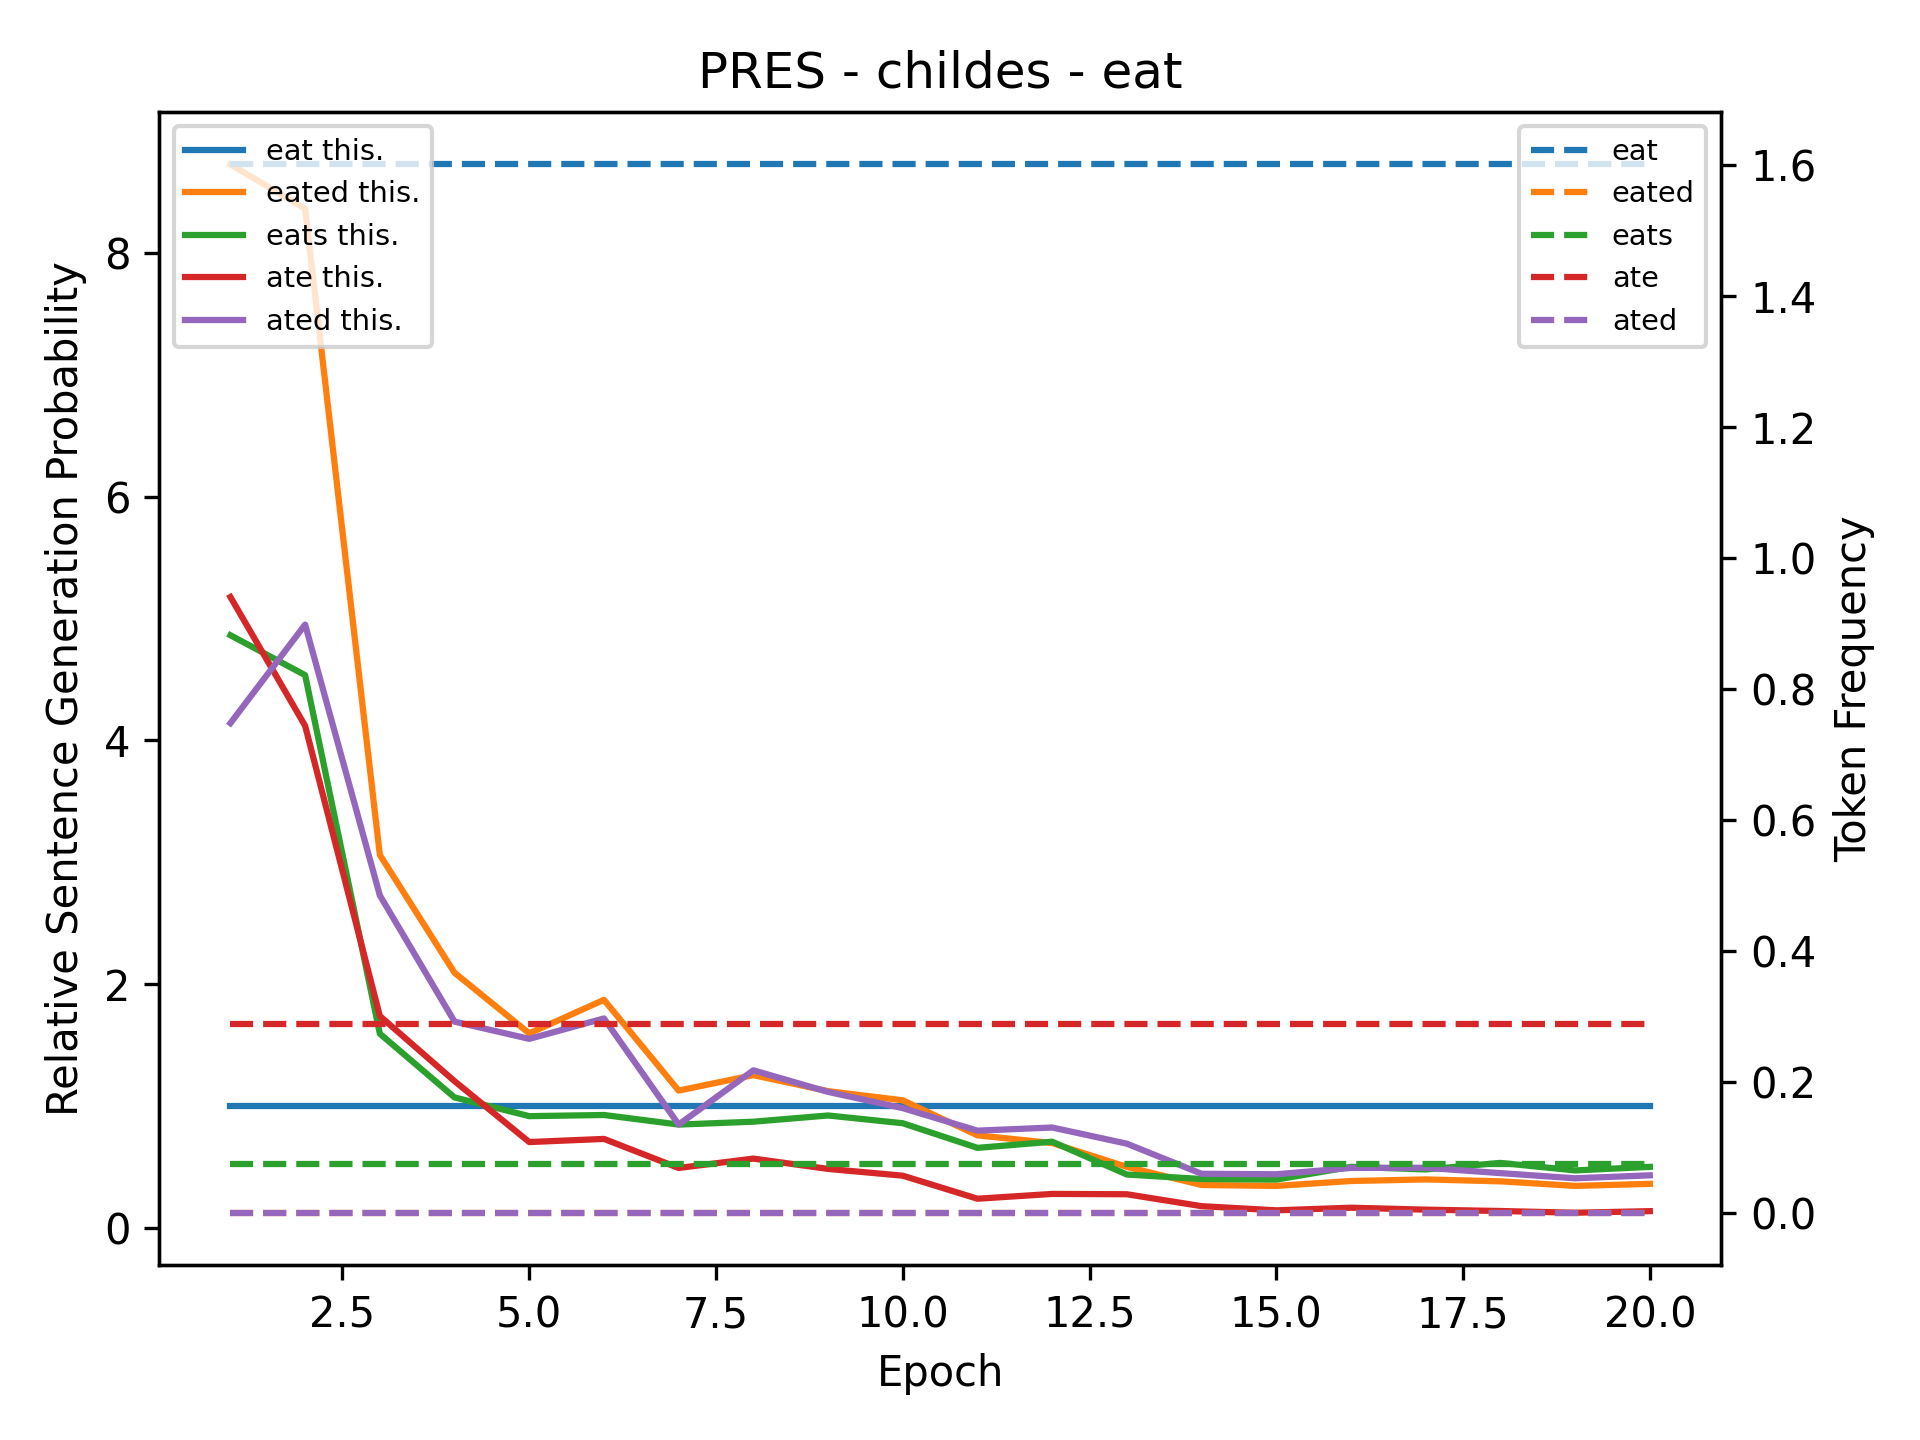 PRES - childes - eat
eat this.
eated this.
eats this.
ate this.
ated this.
eat
eated
eats
ate
ated
Relative Sentence Generation Probability
8
6
4
2
0
1.6
1.4
1.2
1.0
0.8
0.6
0.4
0.2
0.0
Token Frequency
2.5 5.0 7.5 10.0 12.5 15.0 17.5 20.0
Epoch